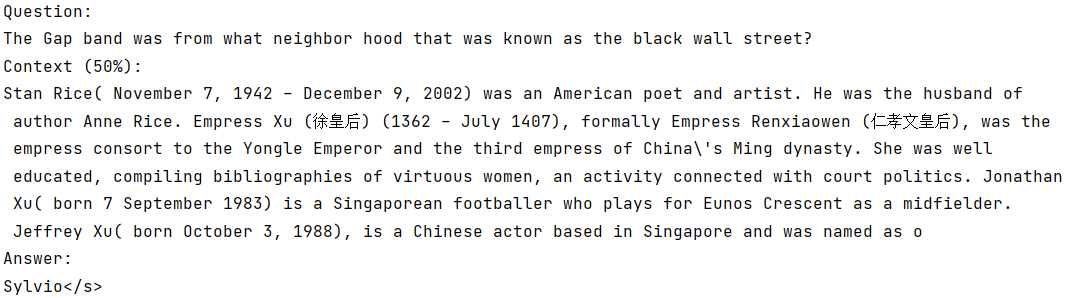 Question:
The Gap band was from what neighbor hood that was known as the black wall street?
Context (50%):
Stan Rice( November 7, 1942 – December 9, 2002) was an American poet and artist. He was the husband of
author Anne Rice. Empress Xu (徐皇后) (1362 – July 1407), formally Empress Renxiaowen (仁孝文皇后), was the
empress consort to the Yongle Emperor and the third empress of China\'s Ming dynasty. She was well
educated, compiling bibliographies of virtuous women, an activity connected with court politics. Jonathan
Xu( born 7 September 1983) is a Singaporean footballer who plays for Eunos Crescent as a midfielder.
Jeffrey Xu( born October 3, 1988), is a Chinese actor based in Singapore and was named as o
Answer:
Sylvio</s>